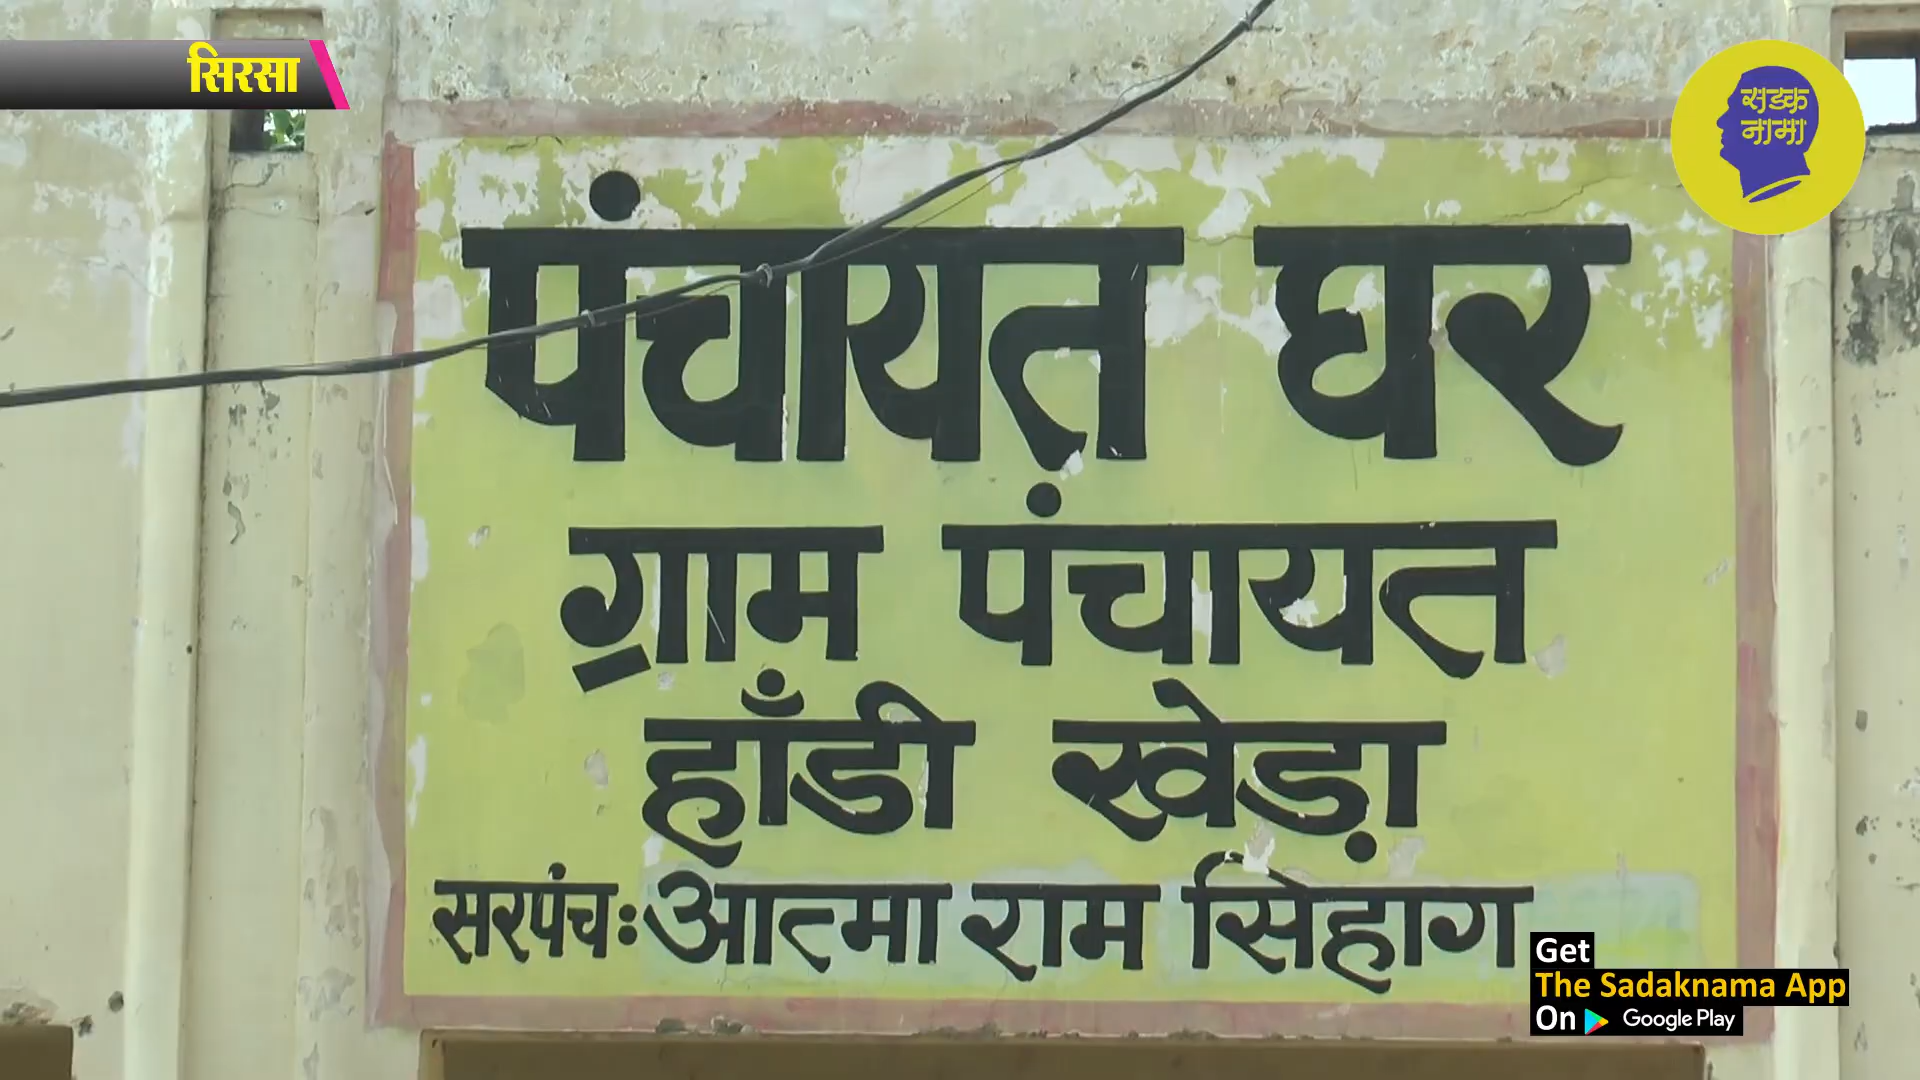 सिरसा
सड़क
नामा
पंचायत घर
ग्राम पंचायत
हाँडी खेड़ा
सरपंच: आत्मा राम सिहाग
Get
The Sadaknama App
On Google Play